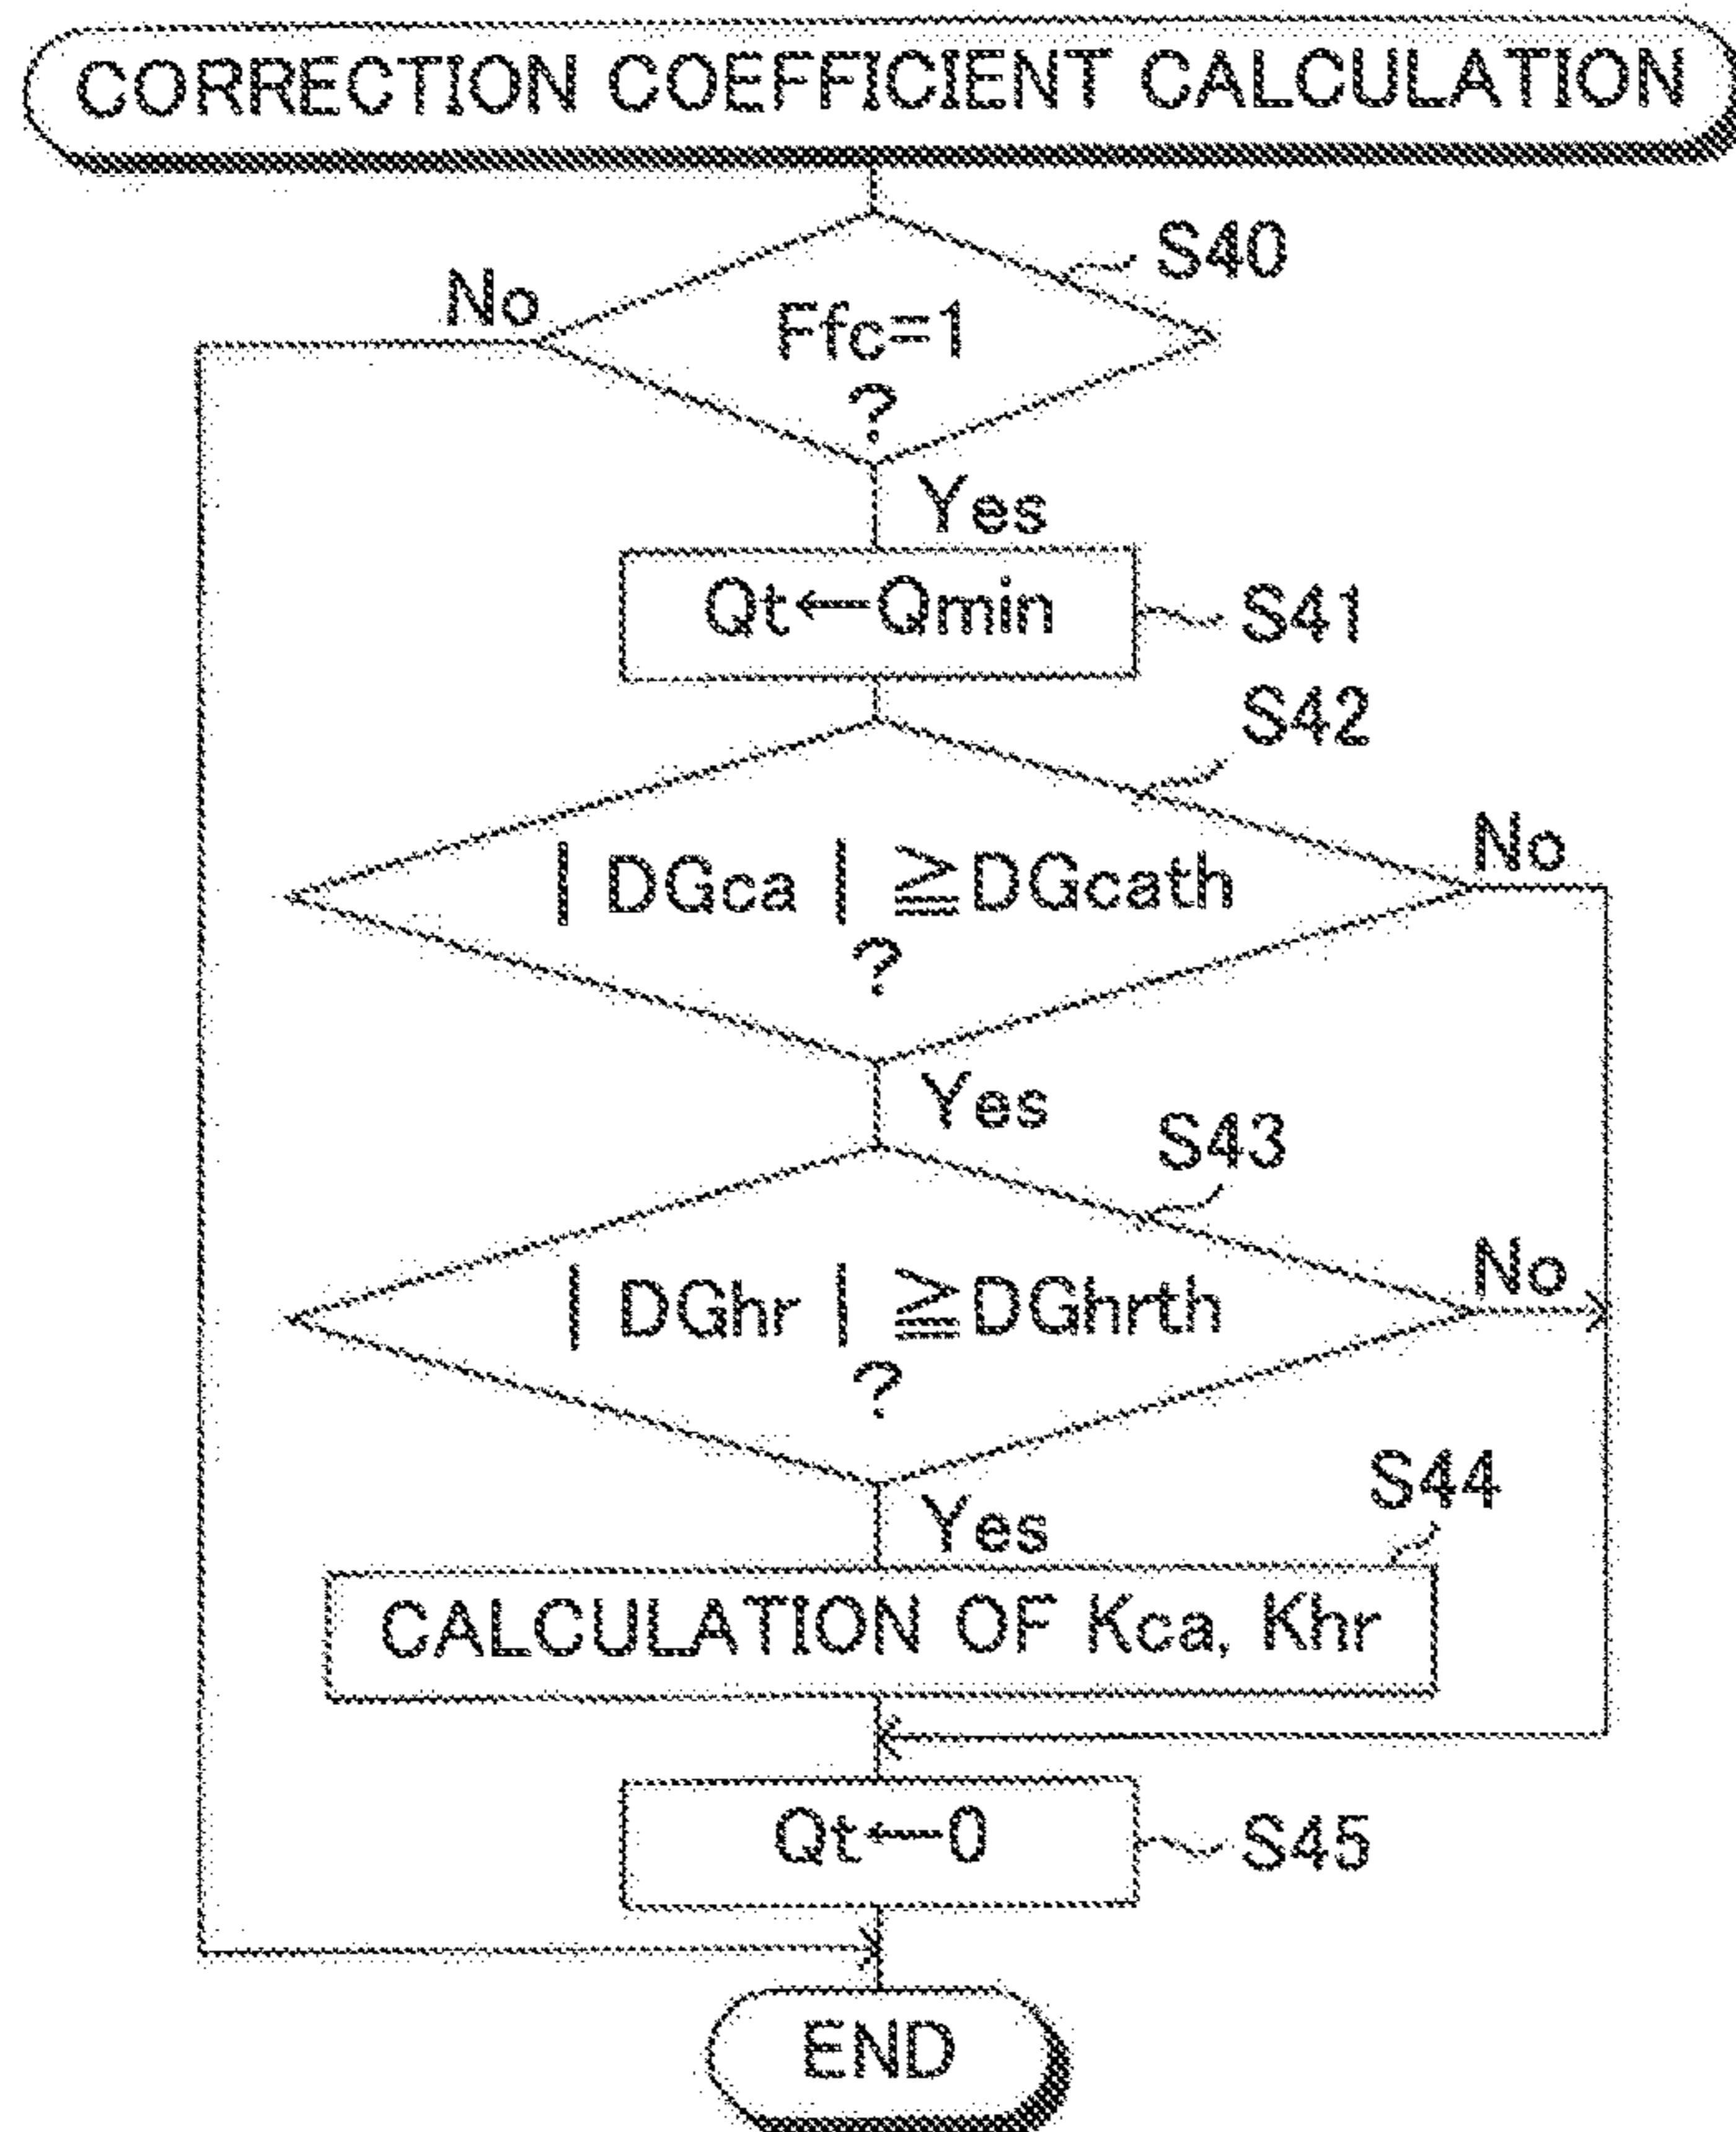 CORRECTION COEFFICIENT CALCULATION
S40
No
Ffc=1
?
Yes
Qt←Qmin
S41
S42
No
| DGca | ≧DGcath
?
Yes
S43
No
| DGhr | ≧DGhrth
?
S44
Yes
CALCULATION OF Kca, Khr
Qt←0
S45
END